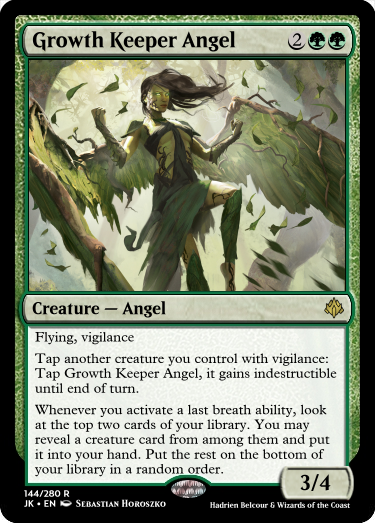 Growth Keeper Angel 2
Creature — Angel
Flying, vigilance
Tap another creature you control with vigilance:
Tap Growth Keeper Angel, it gains indestructible
until end of turn.
Whenever you activate a last breath ability, look
at the top two cards of your library. You may
reveal a creature card from among them and put
it into your hand. Put the rest on the bottom of
your library in a random order.
3/4
144/280 R
JK • EN Sebastian Horoszko
Hadrien Belcour & Wizards of the Coast